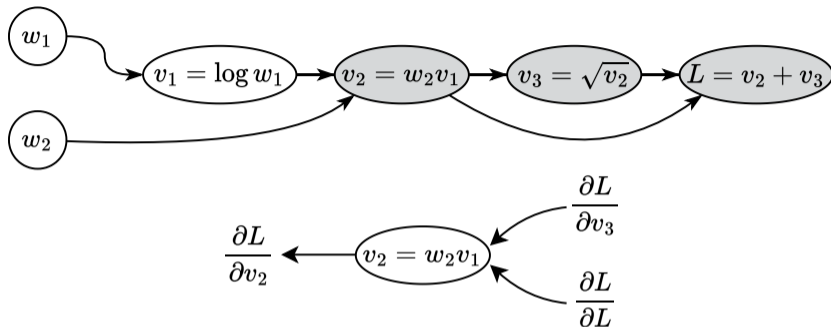 w₁
v₁ = log w₁
v₂ = w₂v₁
v₃ = √v₂
L = v₂ + v₃
w₂
∂L/∂v₃
∂L/∂v₂
v₂ = w₂v₁
∂L/∂L